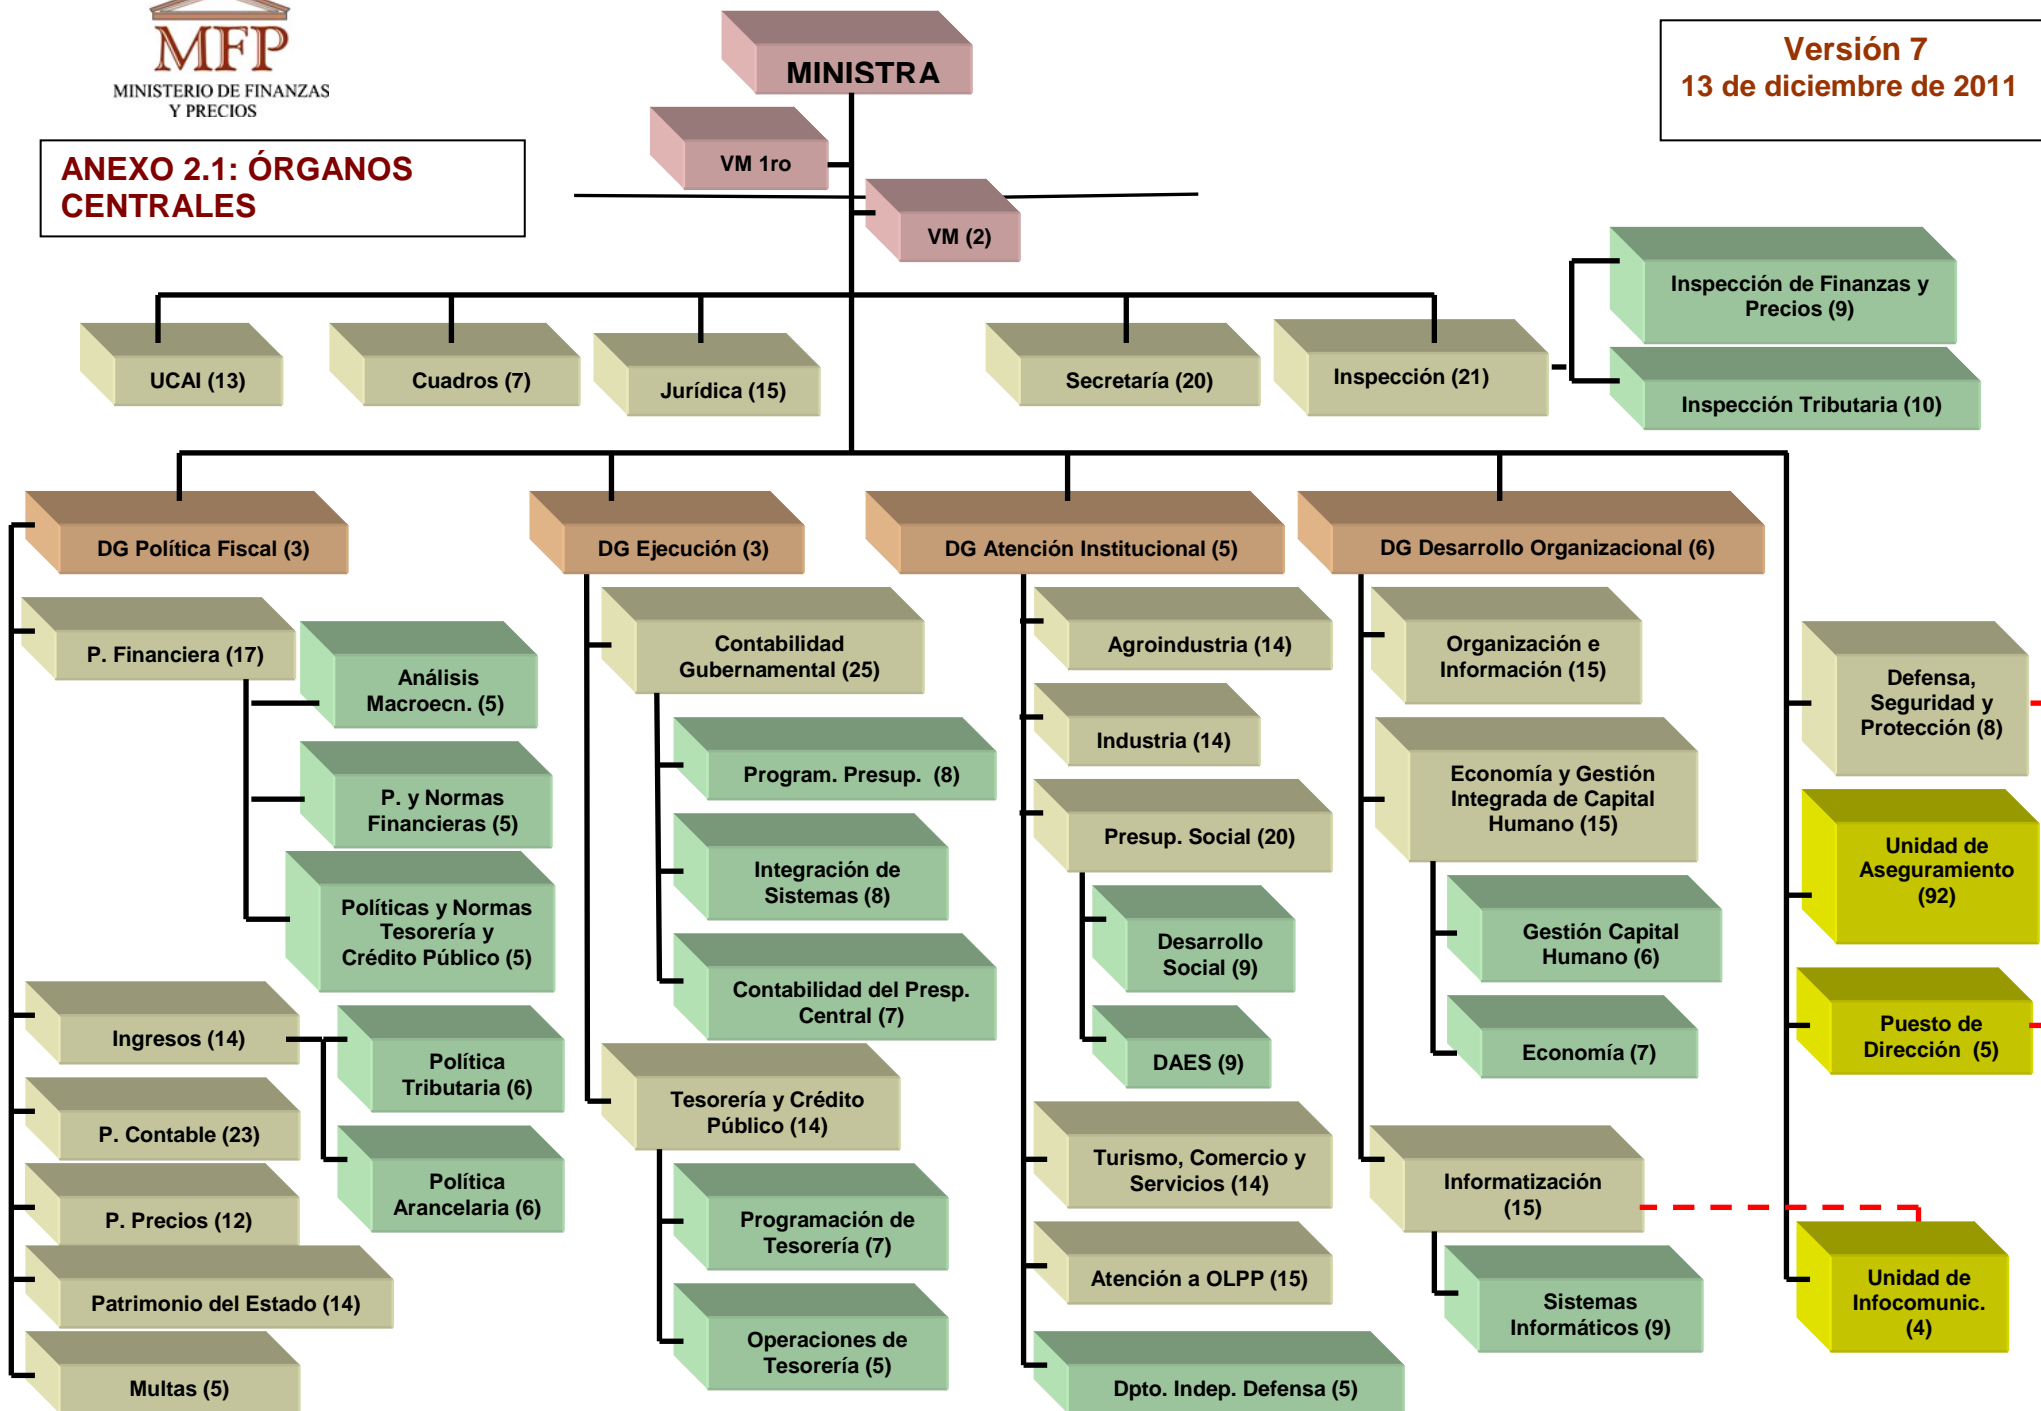 MFP
MINISTERIO DE FINANZAS
Y PRECIOS
ANEXO 2.1: ÓRGANOS
CENTRALES
MINISTRA
VM 1ro
VM (2)
Versión 7
13 de diciembre de 2011
UCAI (13)
Cuadros (7)
Jurídica (15)
Secretaría (20)
Inspección (21)
Inspección de Finanzas y
Precios (9)
Inspección Tributaria (10)
DG Política Fiscal (3)
P. Financiera (17)
Análisis
Macroecn. (5)
P. y Normas
Financieras (5)
Políticas y Normas
Tesorería y
Crédito Público (5)
Ingresos (14)
Política
Tributaria (6)
Política
Arancelaria (6)
P. Contable (23)
P. Precios (12)
Patrimonio del Estado (14)
Multas (5)
DG Ejecución (3)
Contabilidad
Gubernamental (25)
Program. Presup. (8)
Integración de
Sistemas (8)
Contabilidad del Presp.
Central (7)
Tesorería y Crédito
Público (14)
Programación de
Tesorería (7)
Operaciones de
Tesorería (5)
DG Atención Institucional (5)
Agroindustria (14)
Industria (14)
Presup. Social (20)
Desarrollo
Social (9)
DAES (9)
Turismo, Comercio y
Servicios (14)
Atención a OLPP (15)
Dpto. Indep. Defensa (5)
DG Desarrollo Organizacional (6)
Organización e
Información (15)
Economía y Gestión
Integrada de Capital
Humano (15)
Gestión Capital
Humano (6)
Economía (7)
Informatización
(15)
Sistemas
Informáticos (9)
Defensa,
Seguridad y
Protección (8)
Unidad de
Aseguramiento
(92)
Puesto de
Dirección (5)
Unidad de
Infocomunic.
(4)